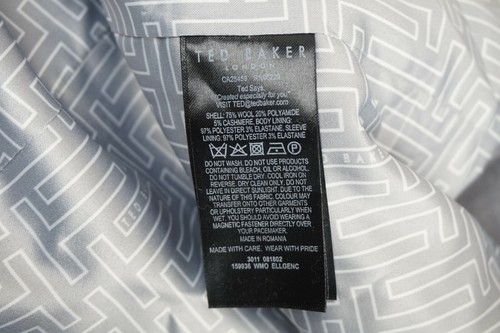 TED BAKER
LONDON
Ted Says,
"Created especially for you"
VISIT TED@tedbaker.com
SHELL: 75% WOOL 20% POLYAMIDE
5% CASHMERE, BODY LINING:
97% POLYESTER 3% ELASTANE, SLEEVE
LINING: 97% POLYESTER 3% ELASTANE
DO NOT WASH. DO NOT USE PRODUCTS
CONTAINING BLEACH, OIL OR ALCOHOL.
DO NOT TUMBLE DRY. COOL IRON ON
REVERSE. DRY CLEAN ONLY. DO NOT
LEAVE IN DIRECT SUNLIGHT. DUE TO THE
NATURE OF THIS FABRIC, COLOUR MAY
TRANSFER ONTO OTHER GARMENTS
OR UPHOLSTERY PARTICULARLY WHEN
WET. YOU SHOULD AVOID WEARING A
MAGNETIC FASTENER DIRECTLY OVER
YOUR PACEMAKER.
MADE IN ROMANIA
MADE WITH CARE. WEAR WITH PRIDE
3011 081802
159536 WMO ELLGENC